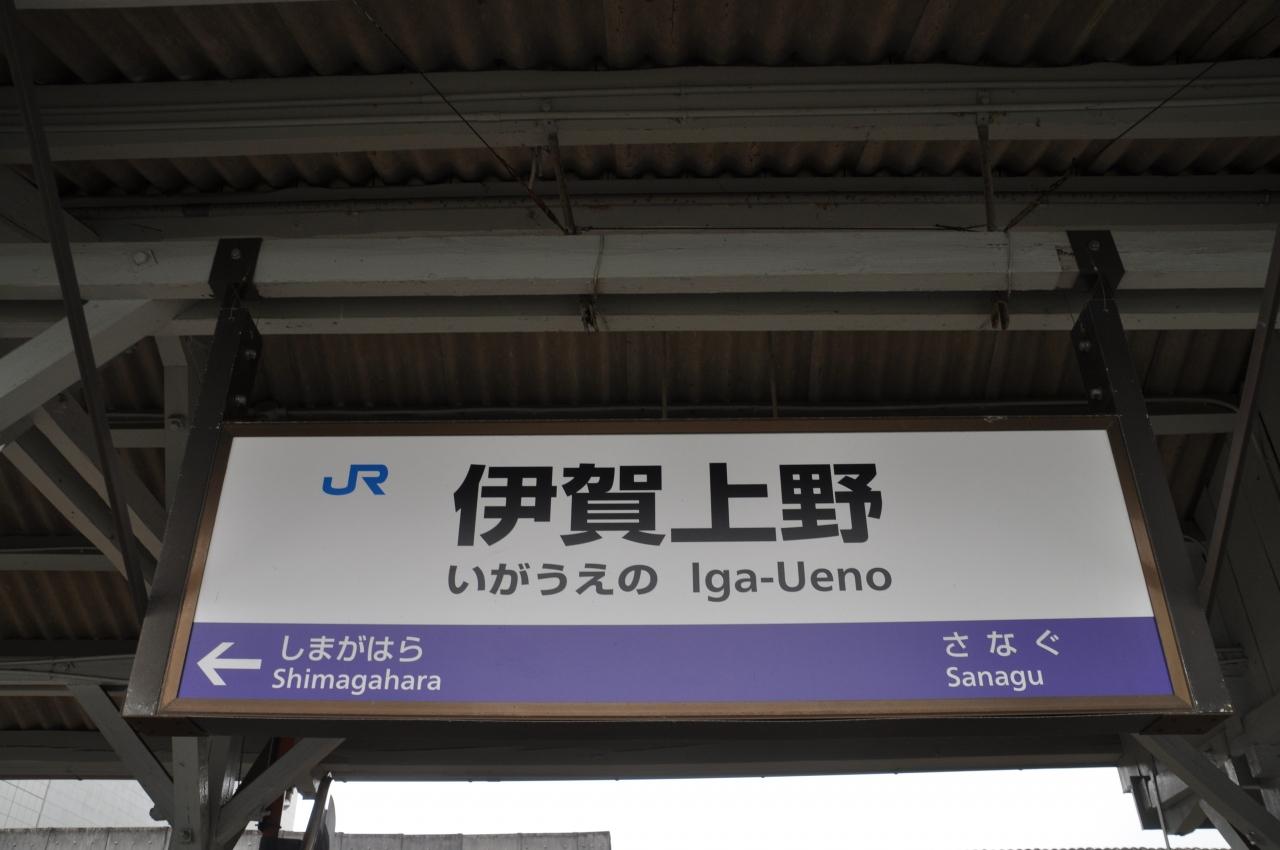 JR 伊賀上野
いがうえの Iga-Ueno
← しまがはら さなぐ
Shimagahara Sanagu